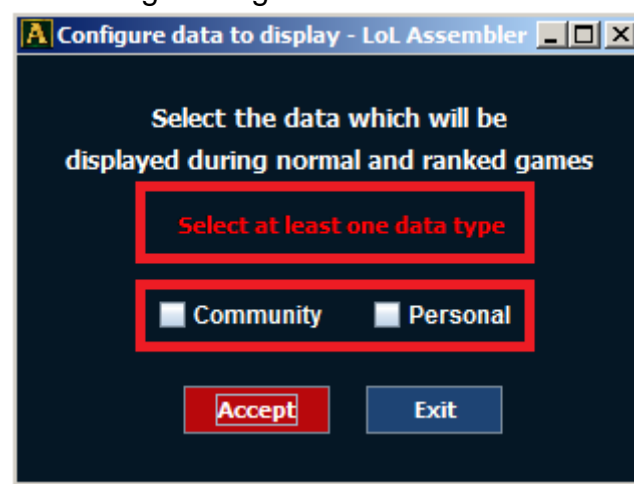 Configure data to display - LoL Assembler
Select the data which will be
displayed during normal and ranked games
Select at least one data type
Community Personal
Accept Exit